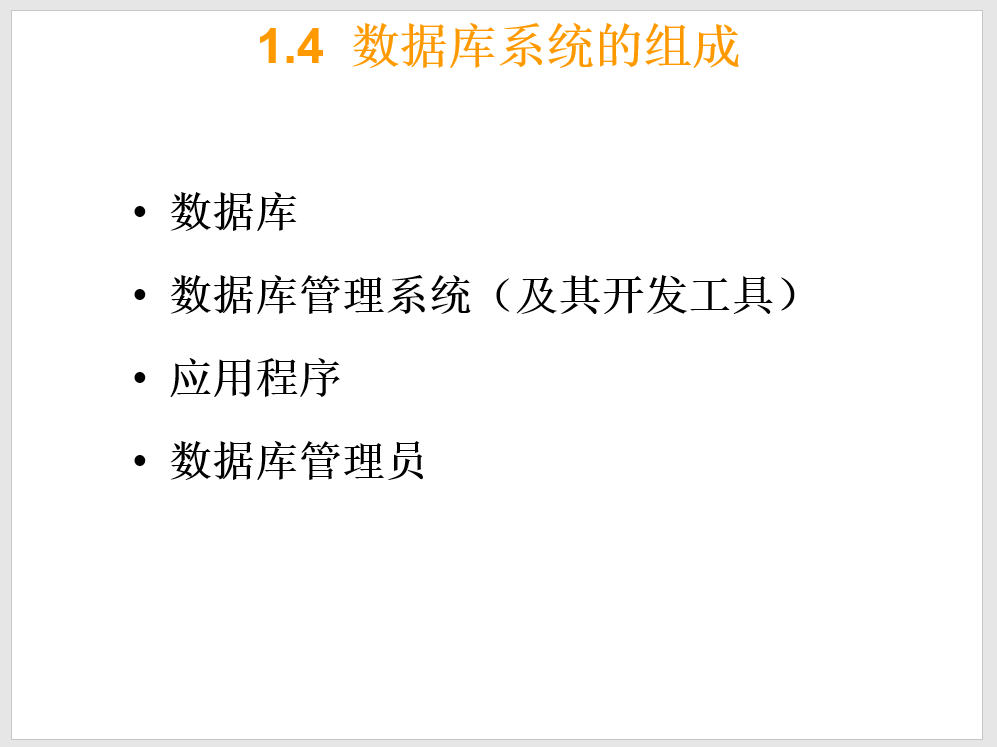 1.4 数据库系统的组成
• 数据库
• 数据库管理系统（及其开发工具）
• 应用程序
• 数据库管理员